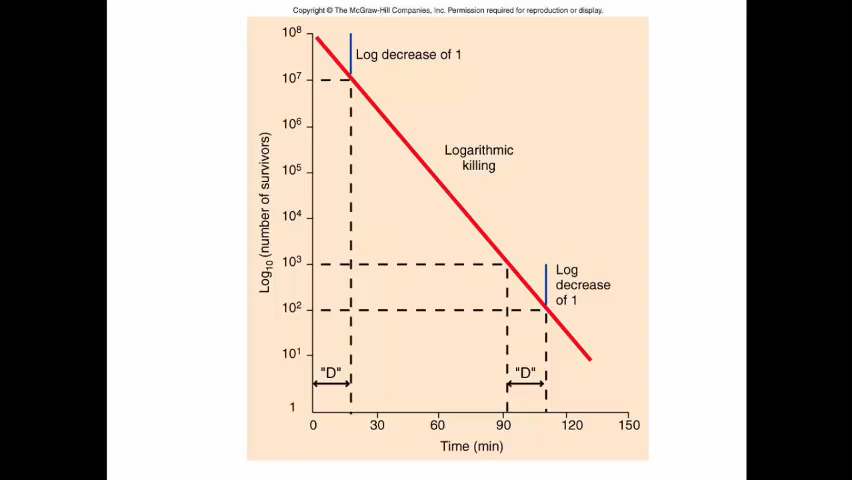 Copyright © The McGraw-Hill Companies, Inc. Permission required for reproduction or display.
10⁸
Log decrease of 1
10⁷
10⁶
Logarithmic
killing
10⁵
10⁴
Log₁₀ (number of survivors)
10³
Log
decrease
of 1
10²
10¹
"D"
"D"
1
0
30
60
90
120
150
Time (min)